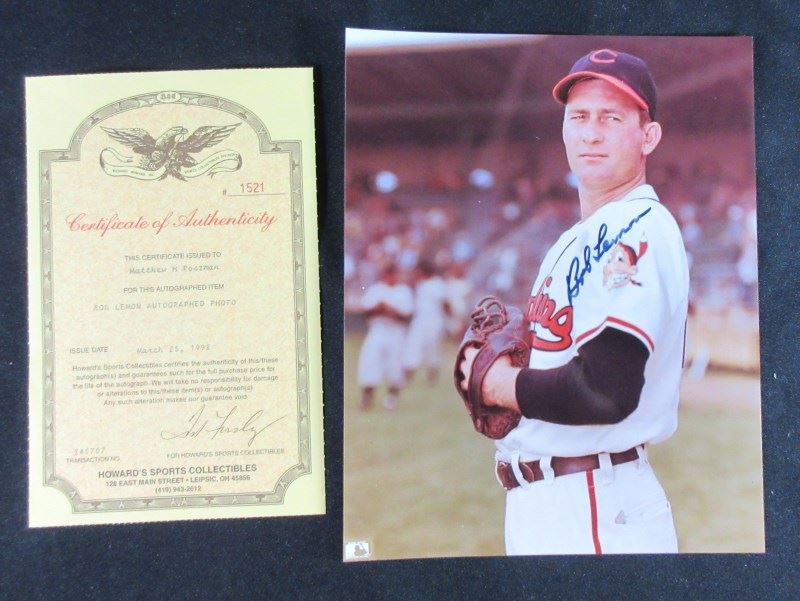 # 1521
Certificate of Authenticity
THIS CERTIFICATE ISSUED TO
Matthew M Roszman
FOR THIS AUTOGRAPHED ITEM
BOB LEMON AUTOGRAPHED PHOTO
ISSUE DATE March 25, 1998
Howard's Sports Collectibles certifies the authenticity of this/these
autograph(s) and guarantees such for the full purchase price for
the life of the autograph. We will take no responsibility for damage
or alterations to this/these item(s) or autograph(s).
Any such alteration makes our guarantee void
TRANSACTION NO.
FOR HOWARD'S SPORTS COLLECTIBLES
HOWARD'S SPORTS COLLECTIBLES
128 EAST MAIN STREET • LEIPSIC, OH 45856
(419) 943-2612
C
Bob Lemon